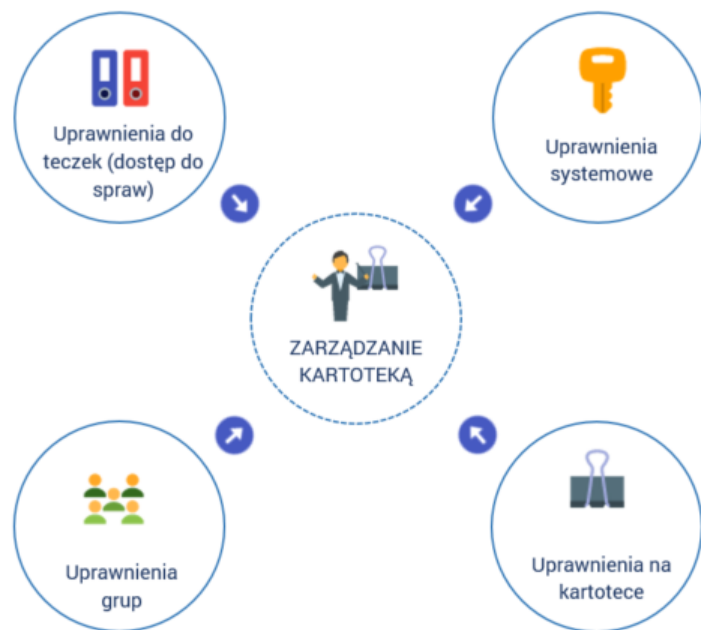 Uprawnienia do
teczek (dostęp do
spraw)
Uprawnienia
systemowe
ZARZĄDZANIE
KARTOTEKĄ
Uprawnienia
grup
Uprawnienia na
kartotece